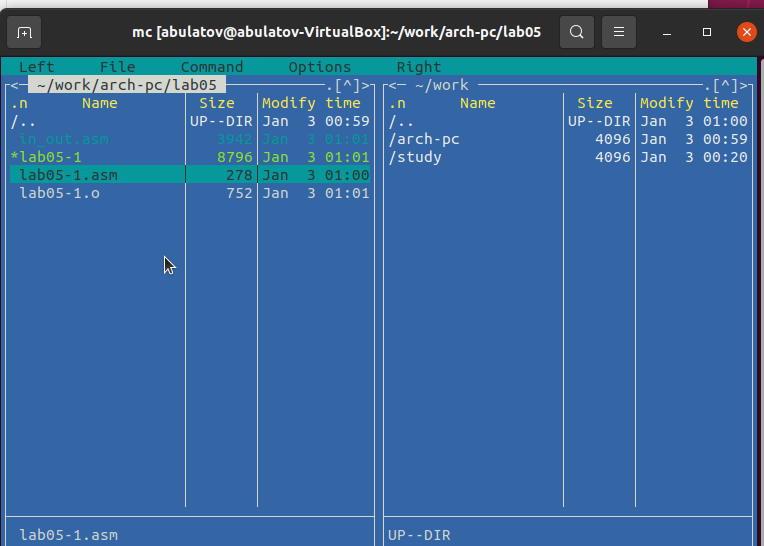 mc [abulatov@abulatov-VirtualBox]:~/work/arch-pc/lab05
Left File Command Options Right
<─ ~/work/arch-pc/lab05 ─.[^]>
.n Name Size Modify time
/.. UP--DIR Jan 3 00:59
in_out.asm 3942 Jan 3 01:01
*lab05-1 8796 Jan 3 01:01
lab05-1.asm 278 Jan 3 01:00
lab05-1.o 752 Jan 3 01:01
lab05-1.asm
<─ ~/work ─.[^]>
.n Name Size Modify time
/.. UP--DIR Jan 3 01:00
/arch-pc 4096 Jan 3 00:59
/study 4096 Jan 3 00:20
UP--DIR